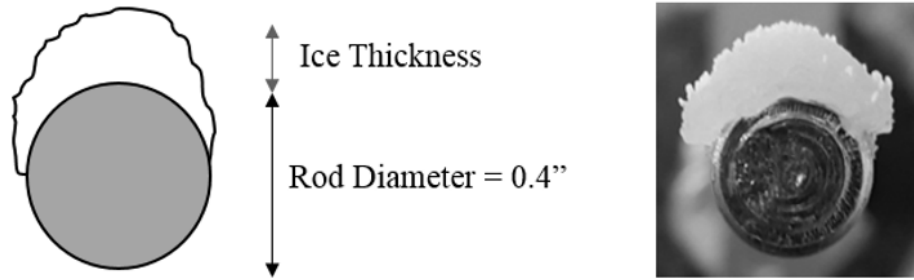 Ice Thickness
Rod Diameter = 0.4”